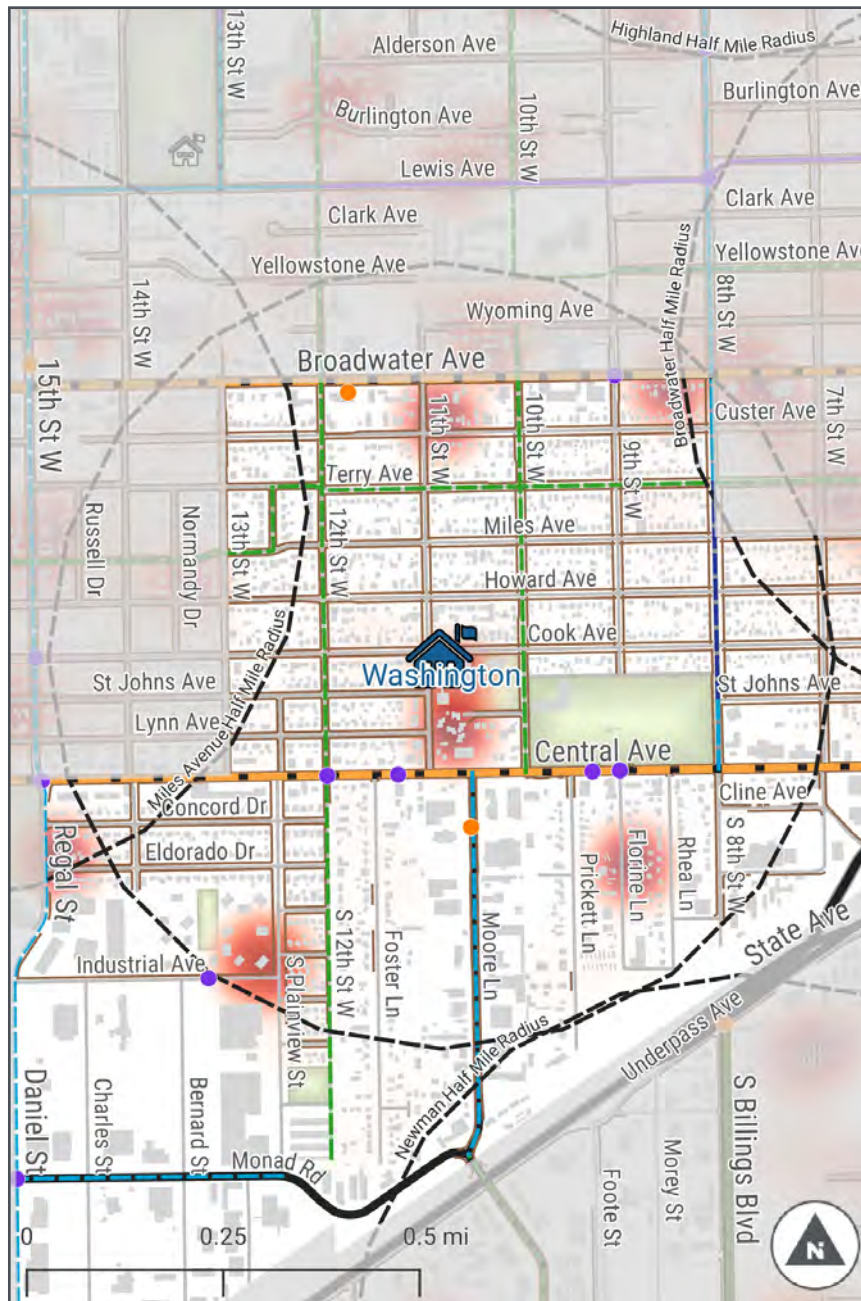 13th St W
Highland Half Mile Radius
Alderson Ave
13th St W
Burlington Ave
Burlington Ave
10th St W
Lewis Ave
Clark Ave
Clark Ave
Yellowstone Ave
Yellowstone Ave
14th St W
Wyoming Ave
8th St W
Broadwater Half Mile Radius
Broadwater Ave
15th St W
11th St W
10th St W
Custer Ave
7th St W
9th St W
Terry Ave
Russell Dr
Normandy Dr
13th St W
12th St W
Miles Ave
Howard Ave
Cook Ave
Washington
St Johns Ave
St Johns Ave
Lynn Ave
Miles Avenue Half Mile Radius
Central Ave
Concord Dr
Cline Ave
Regal St
Eldorado Dr
S 12th St W
Foster Ln
Moore Ln
Prickett Ln
Florine Ln
Rhea Ln
S 8th St W
State Ave
Industrial Ave
S Plainview St
Newman Half Mile Radius
Underpass Ave
Daniel St
Charles St
Bernard St
Monad Rd
Foote St
Morey St
S Billings Blvd
0
0.25
0.5 mi
N